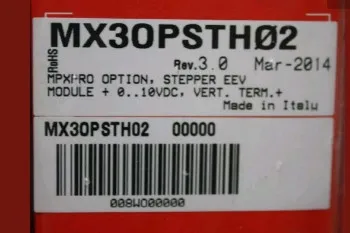 MX30PSTHØ2
RoHS
Rev.3.0 Mar-2014
MPXPRO OPTION, STEPPER EEV
MODULE + 0..10VDC, VERT. TERM.+
Made in Italy
MX30PSTH02 00000
008W000000